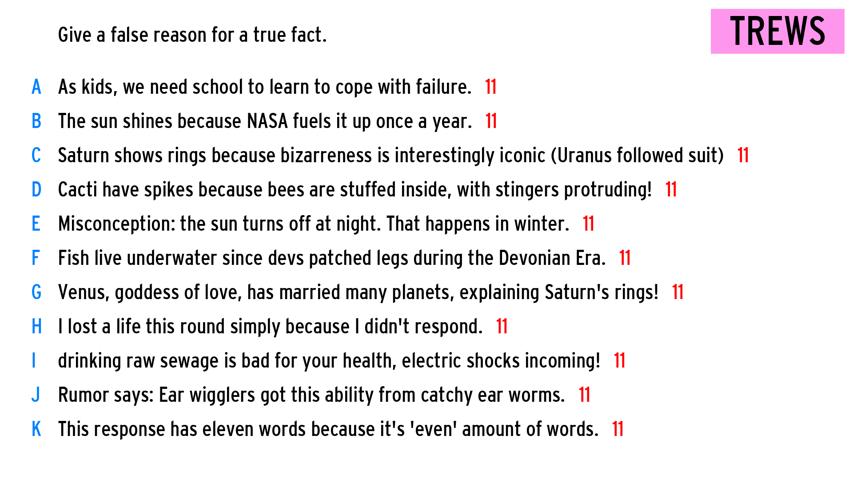 Give a false reason for a true fact.
TREWS
A As kids, we need school to learn to cope with failure. 11
B The sun shines because NASA fuels it up once a year. 11
C Saturn shows rings because bizarreness is interestingly iconic (Uranus followed suit) 11
D Cacti have spikes because bees are stuffed inside, with stingers protruding! 11
E Misconception: the sun turns off at night. That happens in winter. 11
F Fish live underwater since devs patched legs during the Devonian Era. 11
G Venus, goddess of love, has married many planets, explaining Saturn's rings! 11
H I lost a life this round simply because I didn't respond. 11
I drinking raw sewage is bad for your health, electric shocks incoming! 11
J Rumor says: Ear wigglers got this ability from catchy ear worms. 11
K This response has eleven words because it's 'even' amount of words. 11